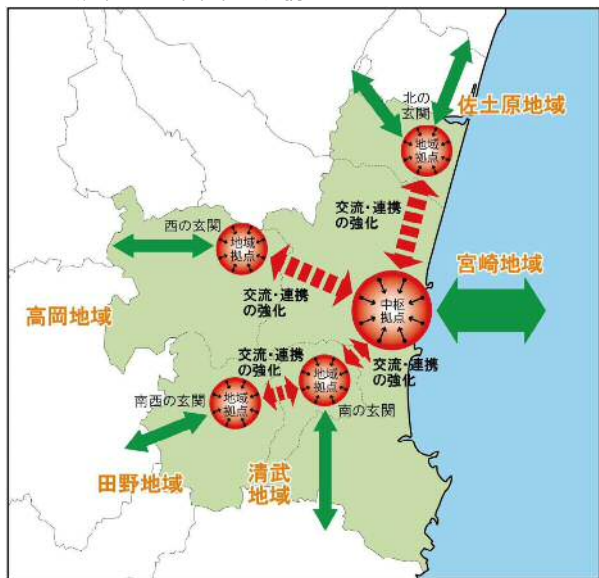 北の
玄関
佐土原地域
地域
拠点
交流・連携
の強化
西の玄関
地域
拠点
宮崎地域
交流・連携
の強化
中枢
拠点
高岡地域
交流・連携
の強化
交流・連携
の強化
地域
拠点
南西の玄関
地域
拠点
南の玄関
田野地域
清武
地域